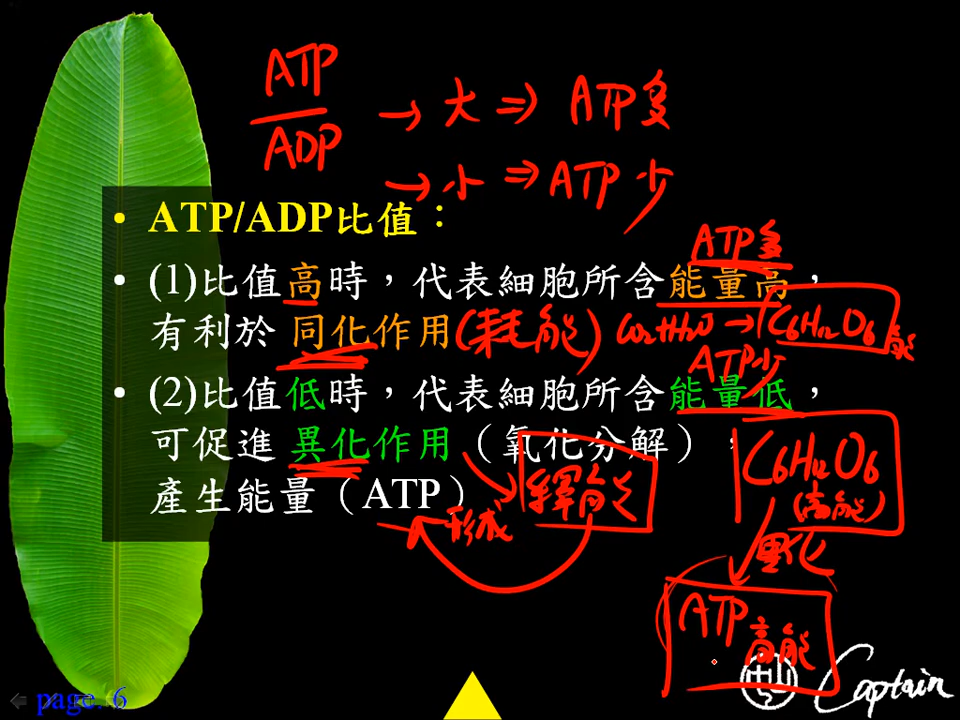 ATP
ADP
→ 大 ⇒ ATP多
→ 小 ⇒ ATP少
• ATP/ADP比值：
ATP多
• (1)比值高時，代表細胞所含能量高，
有利於 同化作用(耗能) CO2+H2O → C6H12O6 高能
ATP少
• (2)比值低時，代表細胞所含能量低，
可促進 異化作用（氧化分解），
產生能量（ATP）
釋能
形成
C6H12O6
(高能)
異化
ATP
高能
page. 6
Captain